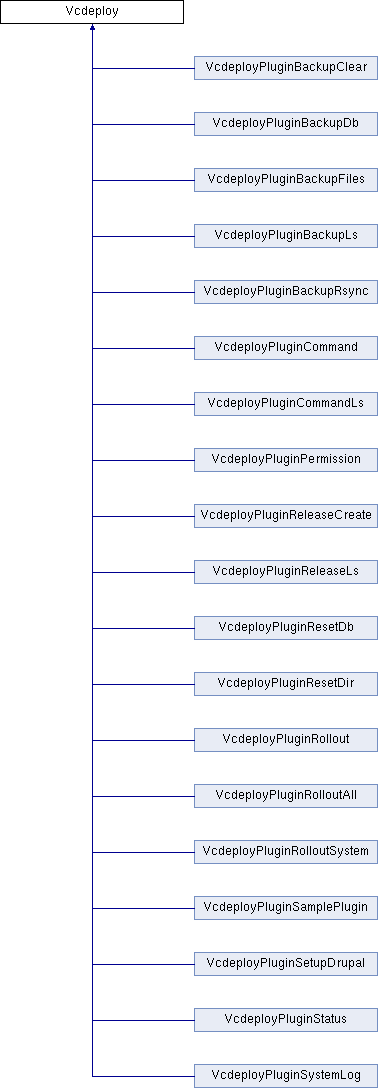 Vcdeploy
VcdeployPluginBackupClear
VcdeployPluginBackupDb
VcdeployPluginBackupFiles
VcdeployPluginBackupLs
VcdeployPluginBackupRsync
VcdeployPluginCommand
VcdeployPluginCommandLs
VcdeployPluginPermission
VcdeployPluginReleaseCreate
VcdeployPluginReleaseLs
VcdeployPluginResetDb
VcdeployPluginResetDir
VcdeployPluginRollout
VcdeployPluginRolloutAll
VcdeployPluginRolloutSystem
VcdeployPluginSamplePlugin
VcdeployPluginSetupDrupal
VcdeployPluginStatus
VcdeployPluginSystemLog